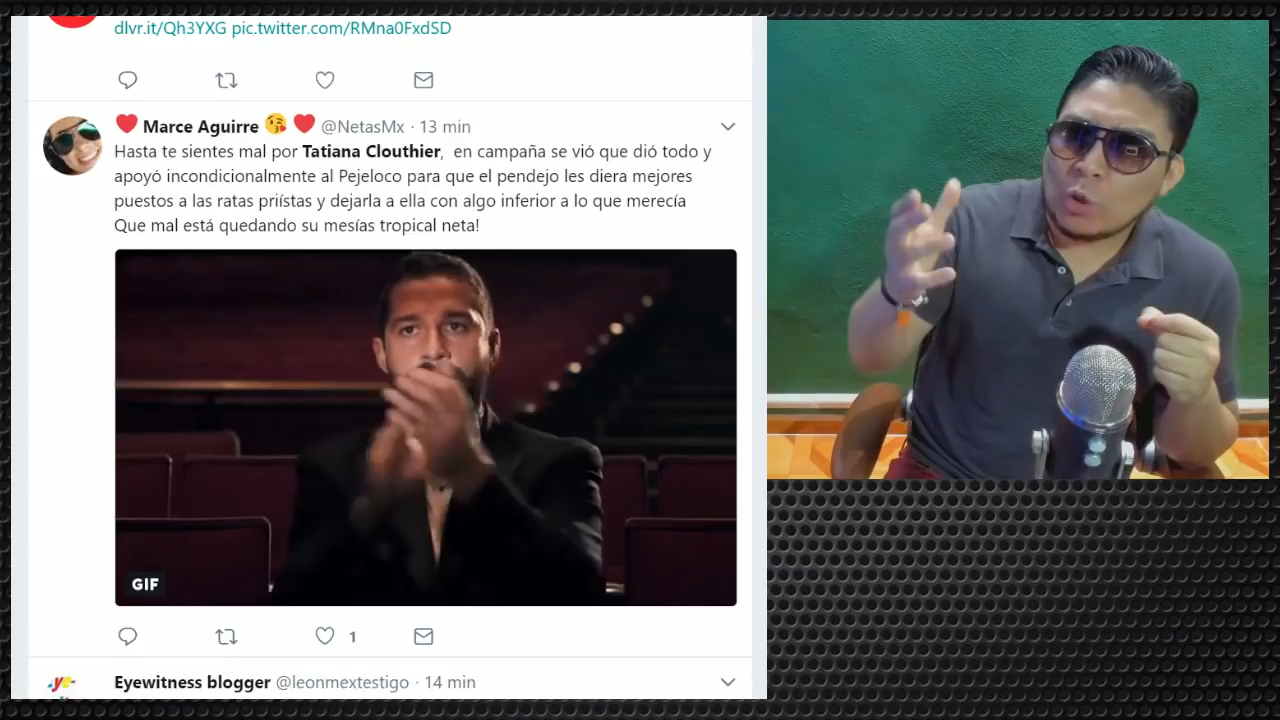 dlvr.it/Qh3YXG pic.twitter.com/RMna0FxdSD
Marce Aguirre @NetasMx · 13 min
Hasta te sientes mal por Tatiana Clouthier, en campaña se vió que dió todo y
apoyó incondicionalmente al Pejeloco para que el pendejo les diera mejores
puestos a las ratas priístas y dejarla a ella con algo inferior a lo que merecía
Que mal está quedando su mesías tropical neta!
GIF
1
-ye-
Eyewitness blogger @leonmextestigo · 14 min